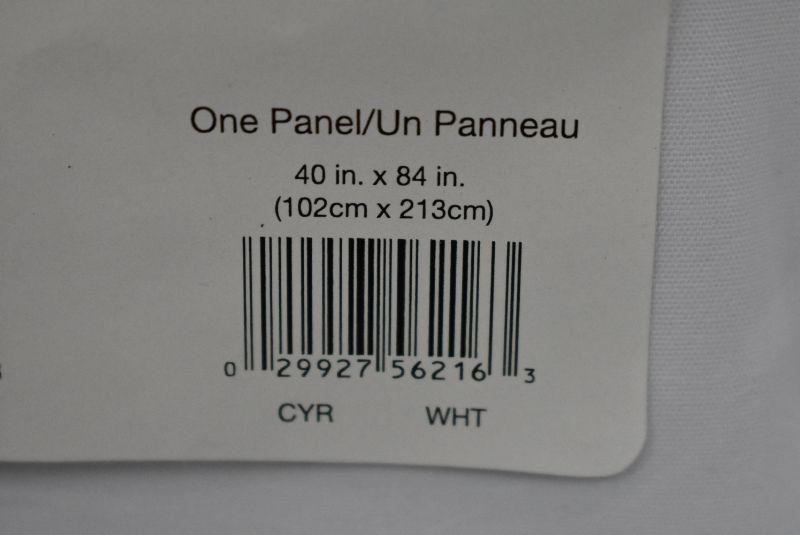 One Panel/Un Panneau
40 in. x 84 in.
(102cm x 213cm)
0 29927 56216 3
CYR WHT